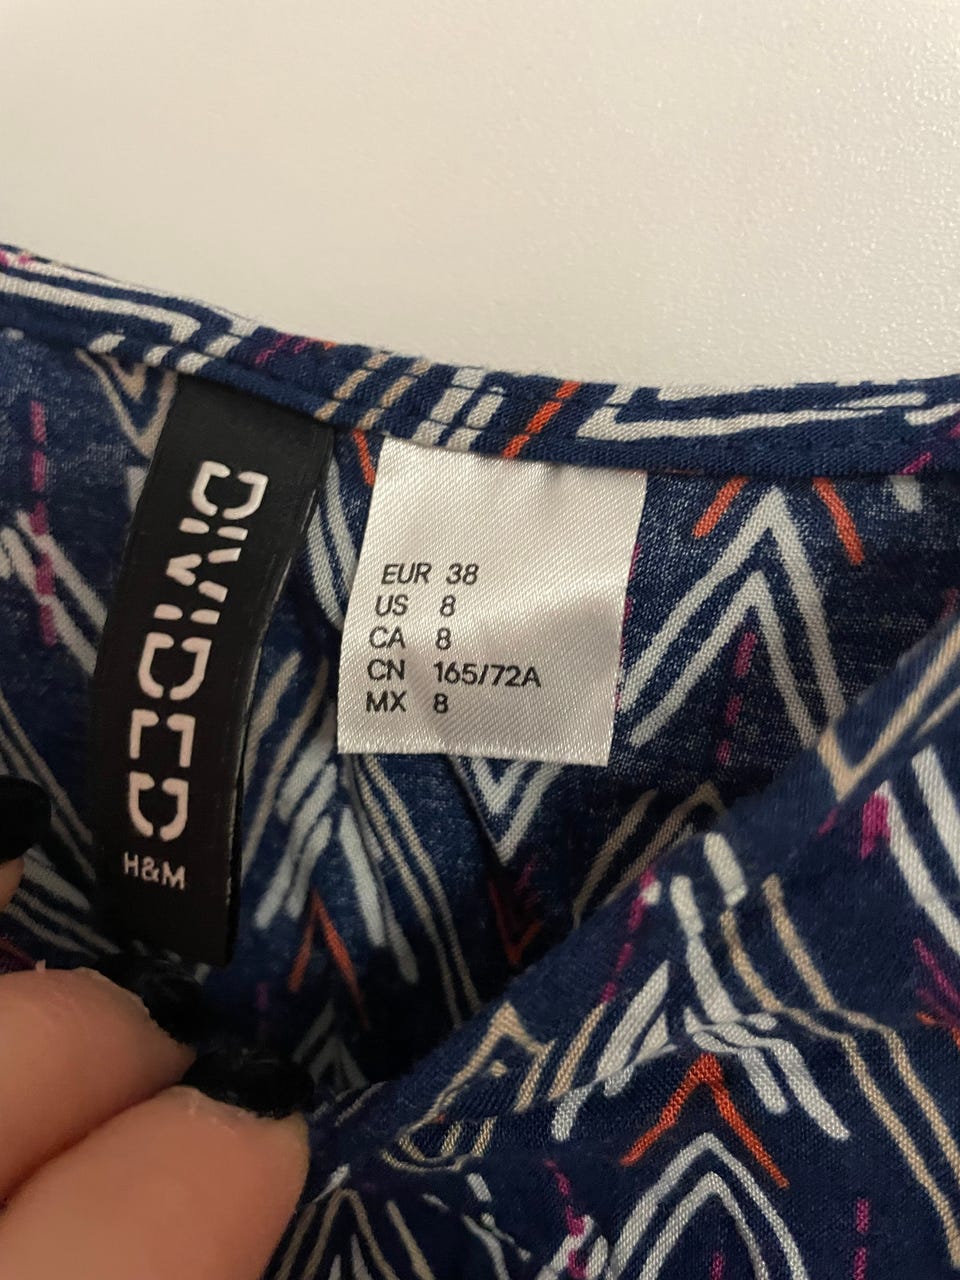 DIVIDED
H&M
EUR 38
US 8
CA 8
CN 165/72A
MX 8